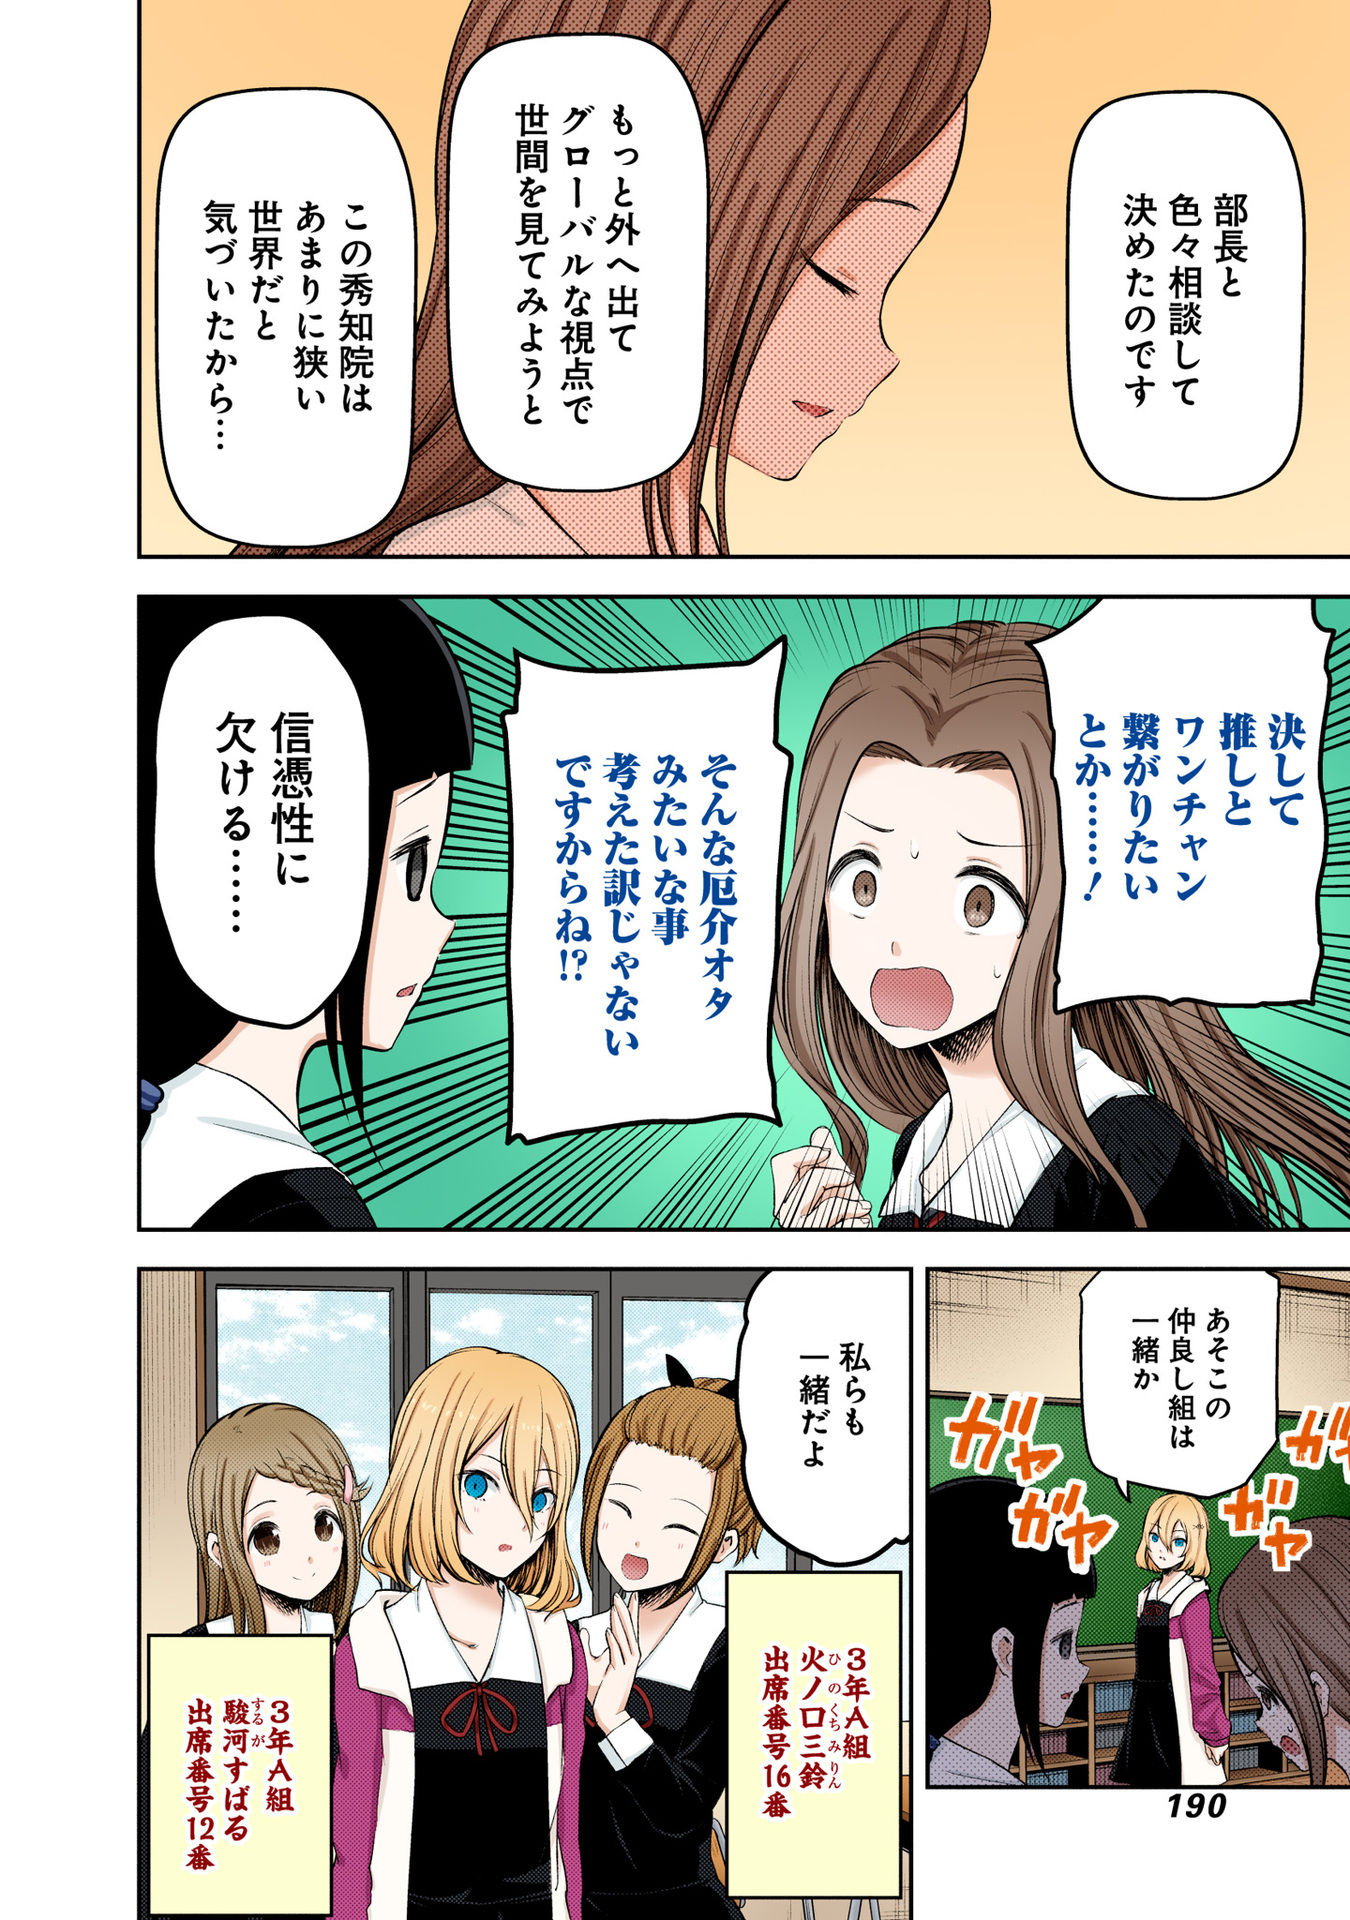 部長と
色々相談して
決めたのです
もっと外へ出て
グローバルな視点で
世間を見てみようと
この秀知院は
あまりに狭い
世界だと
気づいたから…
決して
推しと
ワンチャン
繋がりたい
とか……！
そんな厄介オタ
みたいな事
考えた訳じゃない
ですからね!?
信憑性に
欠ける……
あそこの
仲良し組は
一緒か
ガヤ
ガヤ
ガヤ
ガヤ
私らも
一緒だよ
3年A組
火ノ口三鈴
ひのくちみりん
出席番号16番
3年A組
駿河すばる
するが
出席番号12番
190